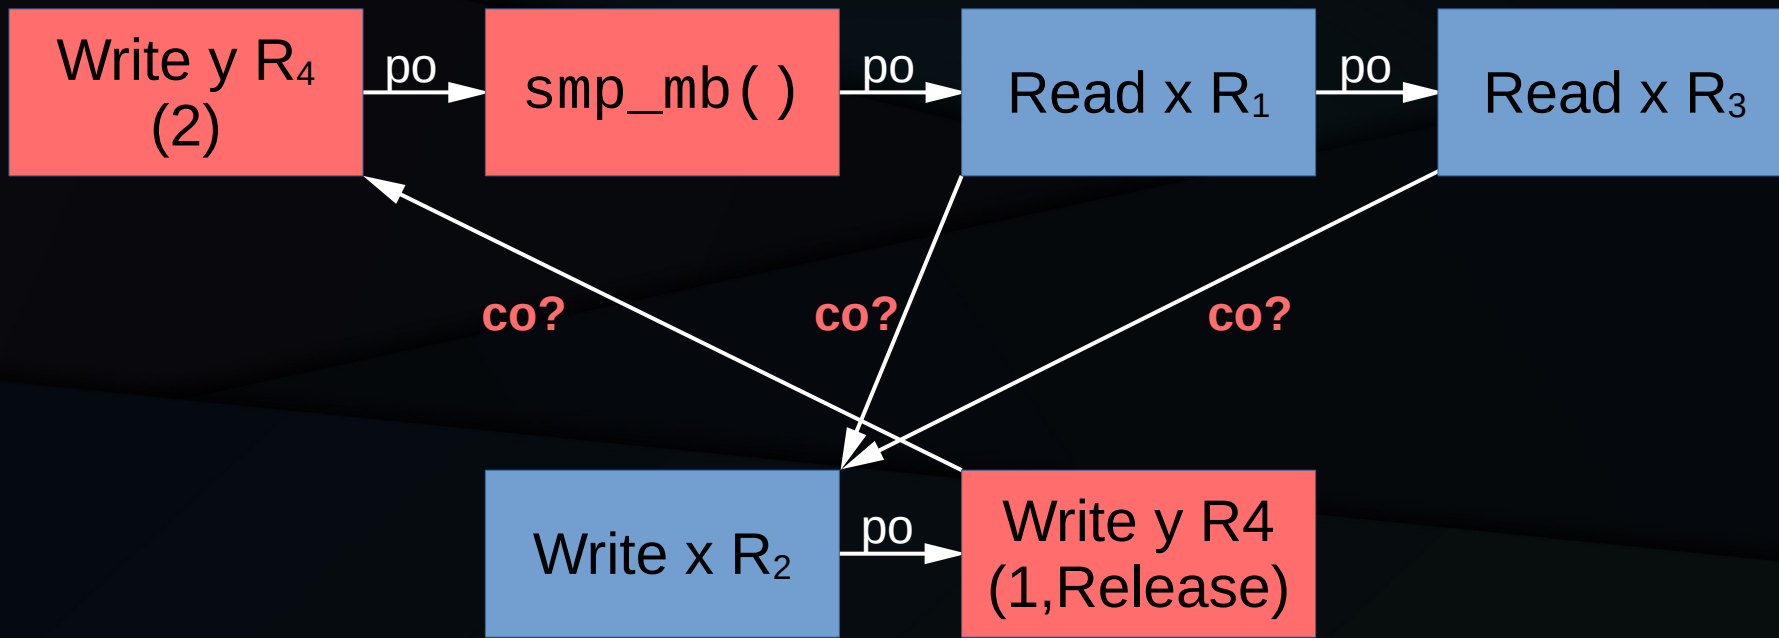 Write y R₄
(2)
po
smp_mb()
po
Read x R₁
po
Read x R₃
co?
co?
co?
Write x R₂
po
Write y R4
(1,Release)